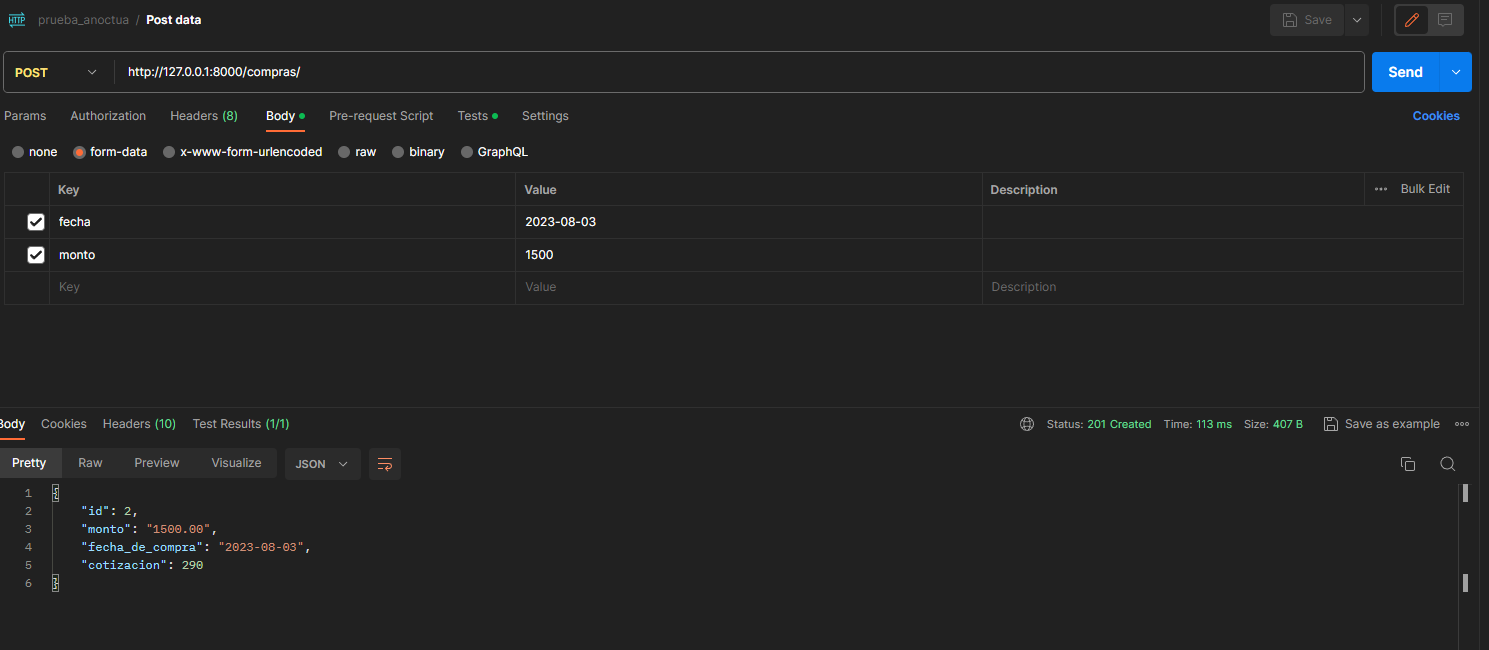 HTTP prueba_anoctua / Post data Save
POST http://127.0.0.1:8000/compras/ Send
Params Authorization Headers (8) Body Pre-request Script Tests Settings Cookies
none form-data x-www-form-urlencoded raw binary GraphQL
Key Value Description ••• Bulk Edit
fecha 2023-08-03
monto 1500
Key Value Description
Body Cookies Headers (10) Test Results (1/1) Status: 201 Created Time: 113 ms Size: 407 B Save as example
Pretty Raw Preview Visualize JSON
1 {
2 "id": 2,
3 "monto": "1500.00",
4 "fecha_de_compra": "2023-08-03",
5 "cotizacion": 290
6 }